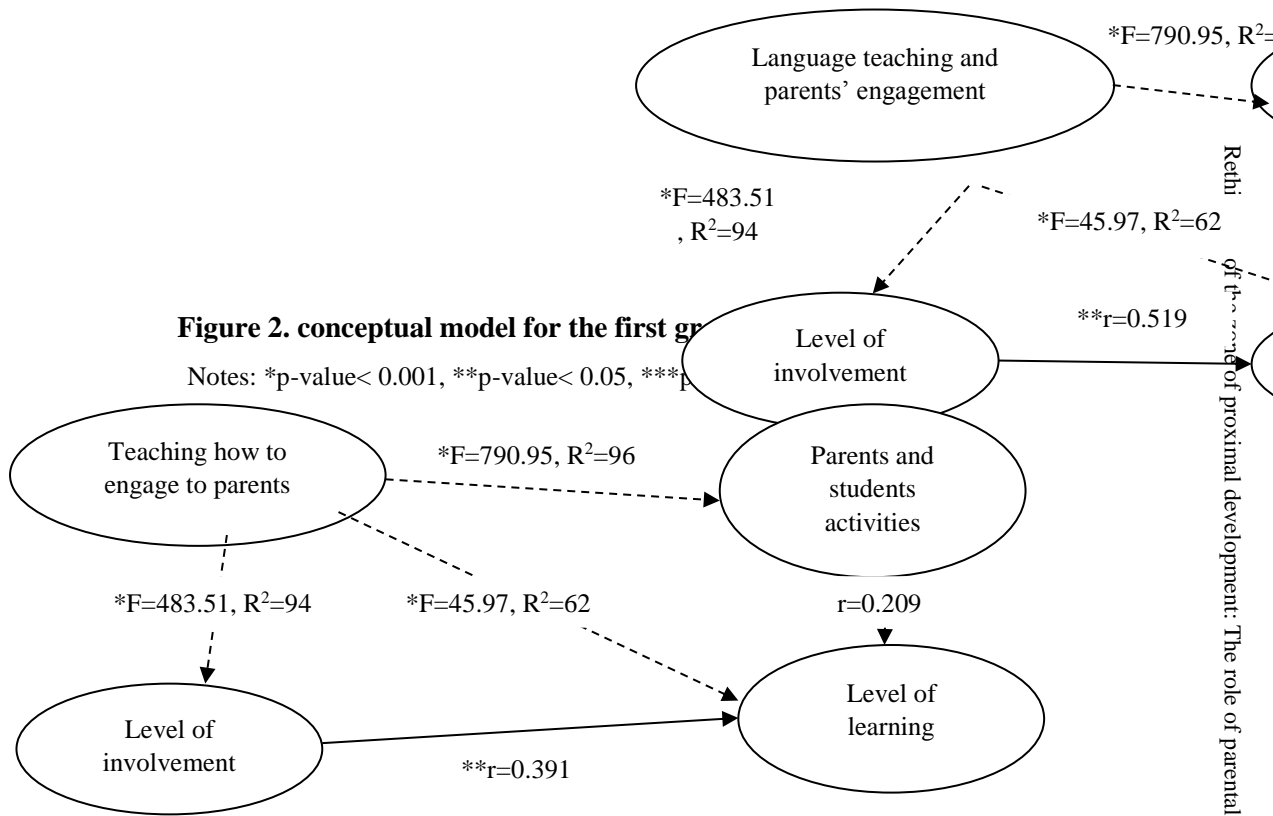 *F=790.95, R²=
Language teaching and
parents’ engagement
*F=483.51
, R²=94
*F=45.97, R²=62
**r=0.519
Level of
involvement
Figure 2. conceptual model for the first gr
Notes: *p-value< 0.001, **p-value< 0.05, ***p
Teaching how to
engage to parents
*F=790.95, R²=96
Parents and
students
activities
*F=483.51, R²=94
*F=45.97, R²=62
r=0.209
Level of
involvement
**r=0.391
Level of
learning
of the zone of proximal development: The role of parental